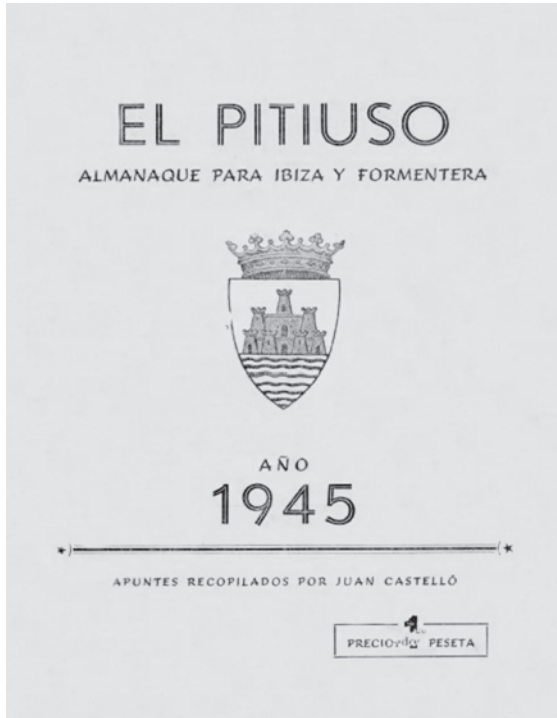 EL PITIUSO
ALMANAQUE PARA IBIZA Y FORMENTERA
AÑO
1945
APUNTES RECOPILADOS POR JUAN CASTELLÓ
1
PRECIO PESETA